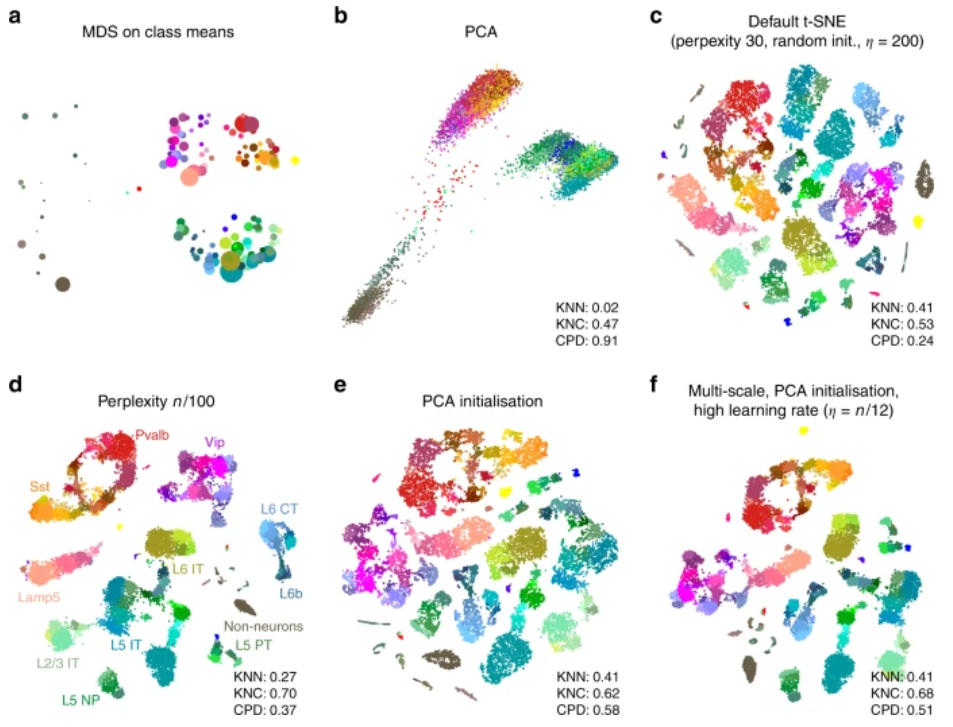 a
MDS on class means
b
PCA
KNN: 0.02
KNC: 0.47
CPD: 0.91
c
Default t-SNE
(perpexity 30, random init., η = 200)
KNN: 0.41
KNC: 0.53
CPD: 0.24
d
Perplexity n/100
Pvalb
Vip
Sst
L6 CT
L6 IT
Lamp5
L6b
Non-neurons
L5 IT
L5 PT
L2/3 IT
L5 NP
KNN: 0.27
KNC: 0.70
CPD: 0.37
e
PCA initialisation
KNN: 0.41
KNC: 0.62
CPD: 0.58
f
Multi-scale, PCA initialisation,
high learning rate (η = n/12)
KNN: 0.41
KNC: 0.68
CPD: 0.51